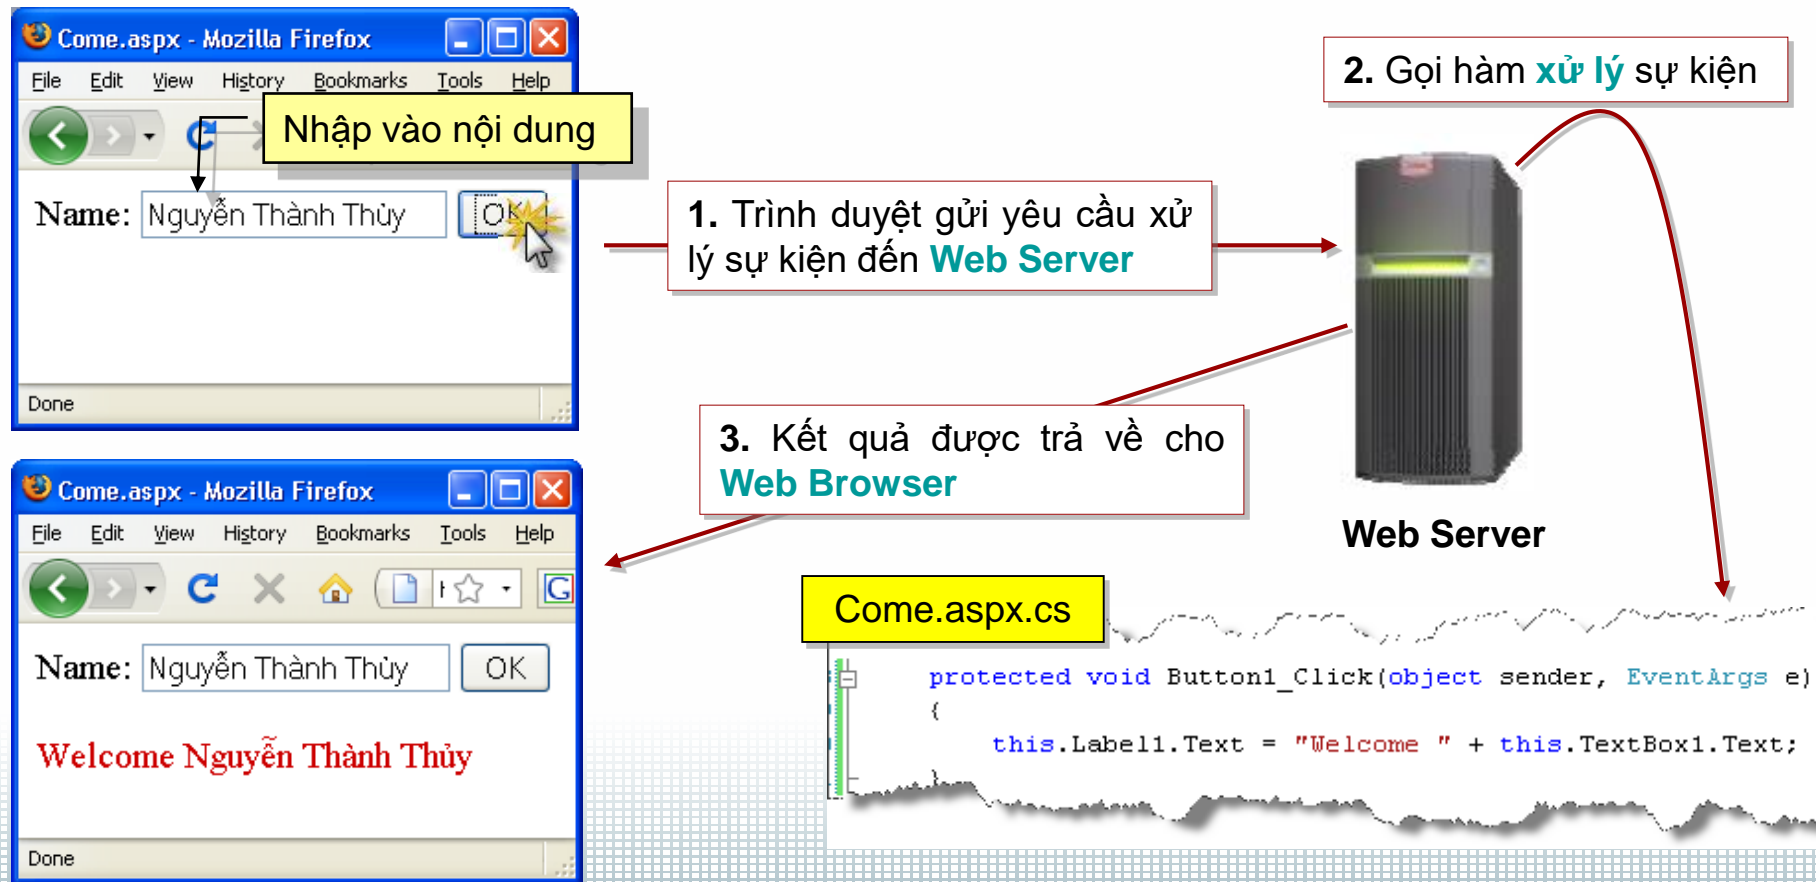 Come.aspx - Mozilla Firefox
File Edit View History Bookmarks Tools Help
Nhập vào nội dung
Name: Nguyễn Thành Thủy OK
Done
1. Trình duyệt gửi yêu cầu xử
lý sự kiện đến Web Server
2. Gọi hàm xử lý sự kiện
3. Kết quả được trả về cho
Web Browser
Web Server
Come.aspx - Mozilla Firefox
File Edit View History Bookmarks Tools Help
G
Name: Nguyễn Thành Thủy OK
Welcome Nguyễn Thành Thủy
Done
Come.aspx.cs
protected void Button1_Click(object sender, EventArgs e)
{
this.Label1.Text = "Welcome " + this.TextBox1.Text;
}